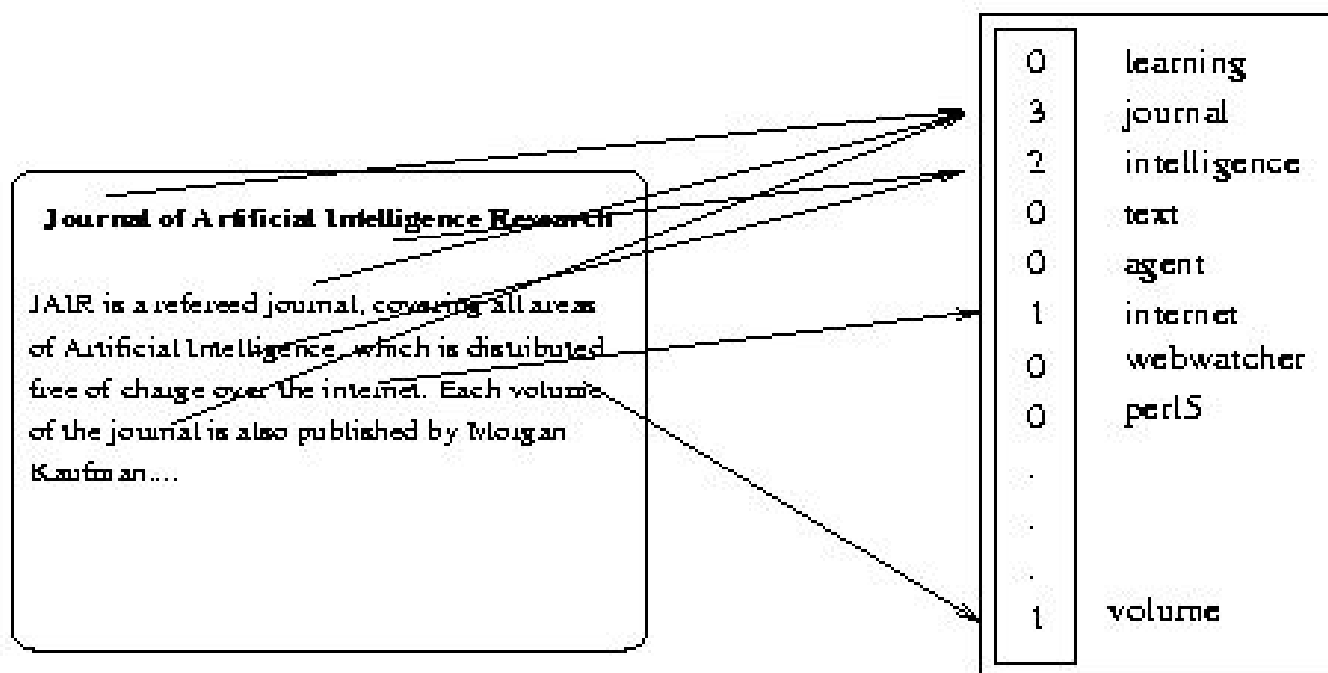 Journal of Artificial Intelligence Research
JAIR is a refereed journal, covering all areas
of Artificial Intelligence, which is distributed
free of charge over the internet. Each volume
of the journal is also published by Morgan
Kaufman....
0 learning
3 journal
2 intelligence
0 text
0 agent
1 internet
0 webwatcher
0 perl5
.
.
.
1 volume